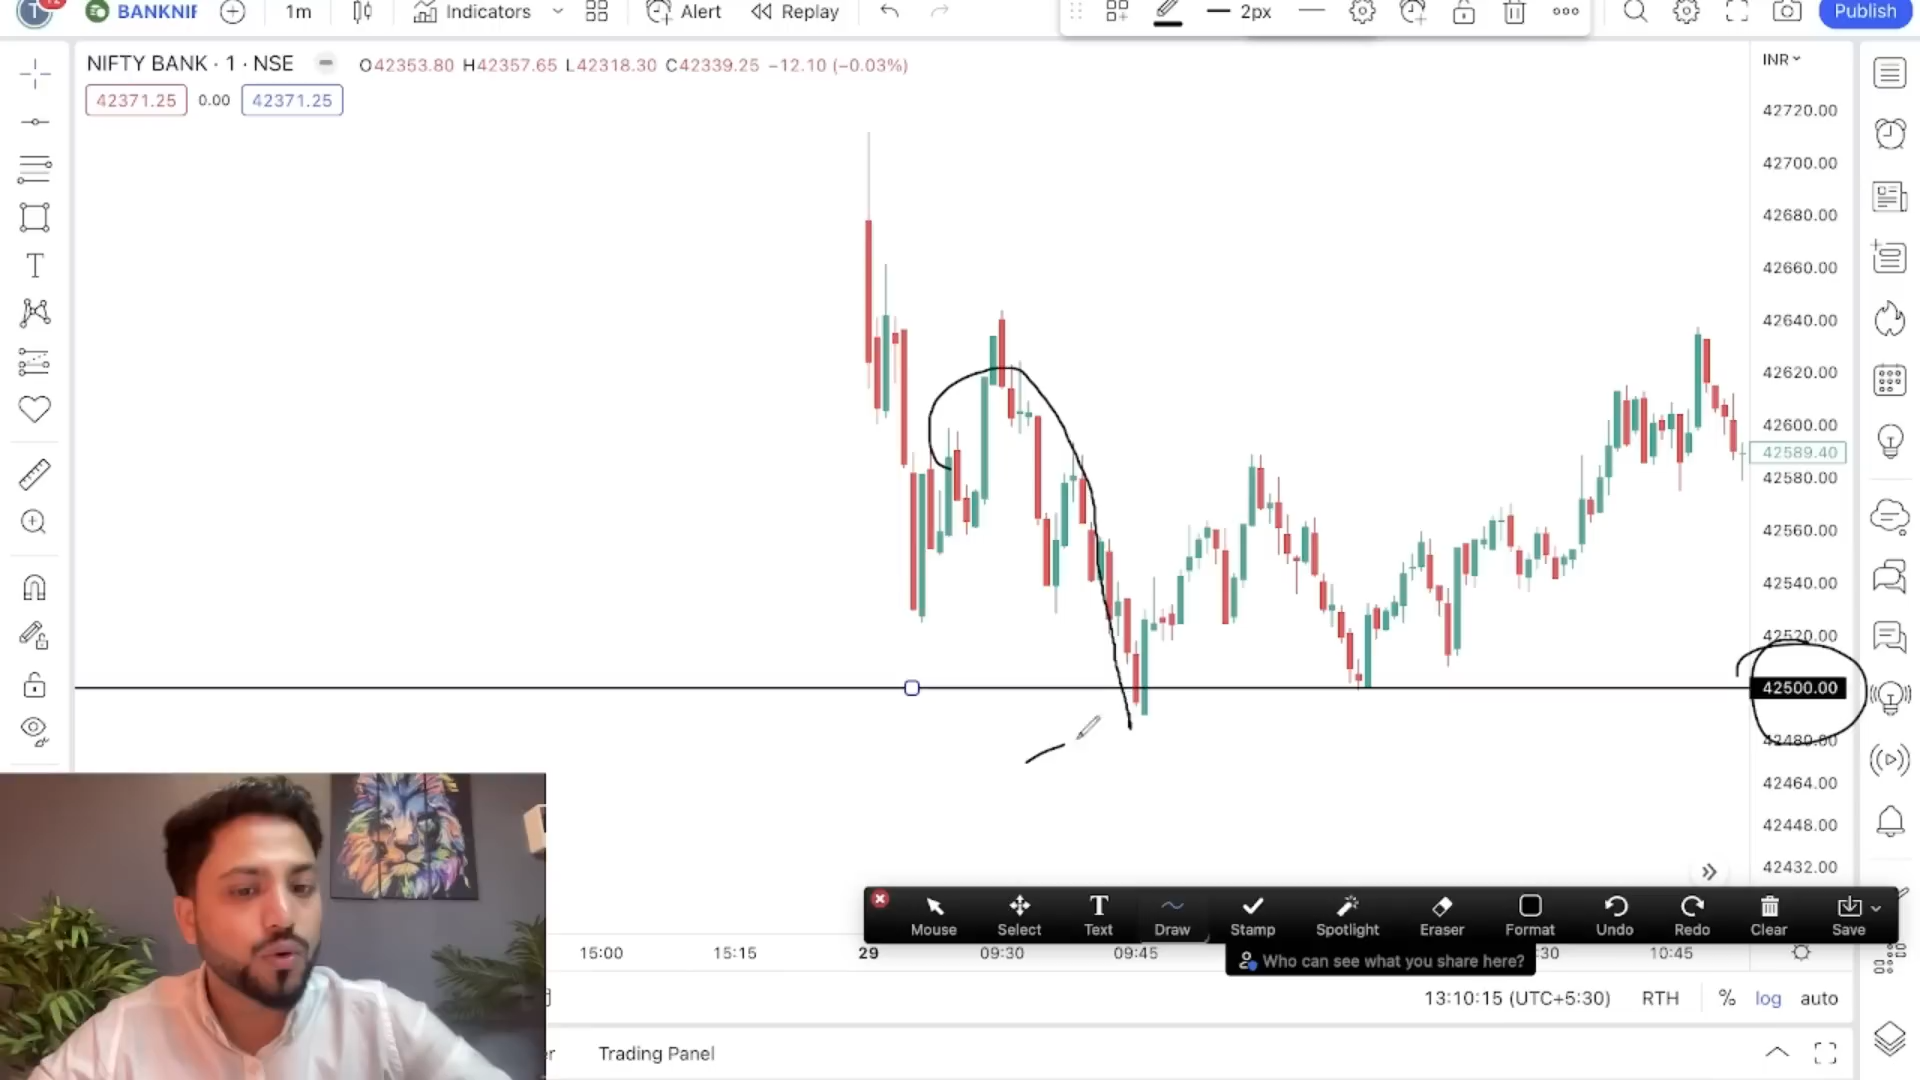 BANKNIF 1m Indicators Alert Replay 2px Publish
NIFTY BANK · 1 · NSE O42353.80 H42357.65 L42318.30 C42339.25 −12.10 (−0.03%)
42371.25 0.00 42371.25
INR
42720.00
42700.00
42680.00
42660.00
42640.00
42620.00
42600.00
42589.40
42580.00
42560.00
42540.00
42520.00
42500.00
42480.00
42464.00
42448.00
42432.00
Mouse Select Text Draw Stamp Spotlight Eraser Format Undo Redo Clear Save
15:00 15:15 29 09:30 09:45 :30 10:45
Who can see what you share here?
13:10:15 (UTC+5:30) RTH % log auto
Trading Panel